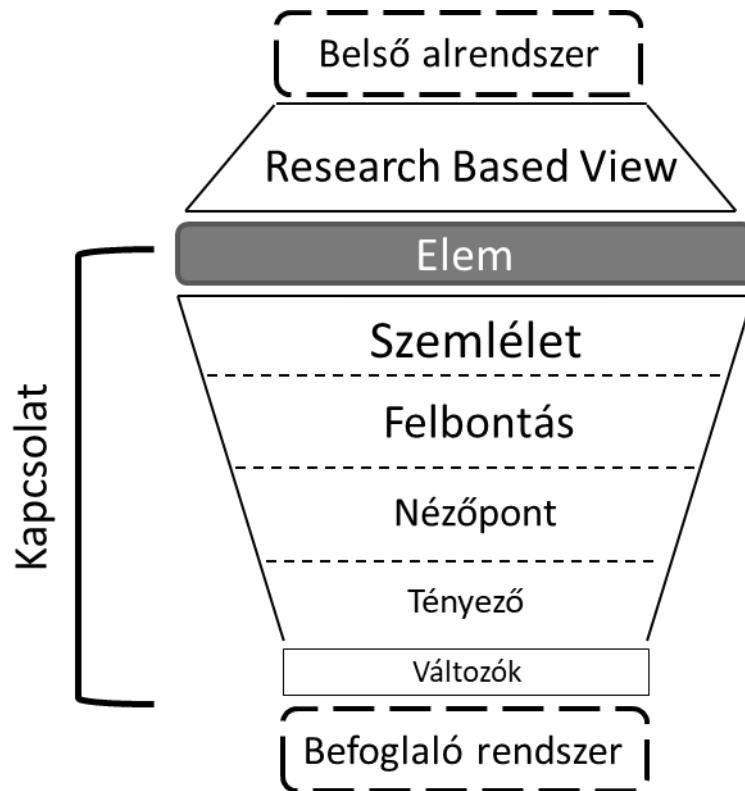 Belső alrendszer
Research Based View
Elem
Szemlélet
Felbontás
Nézőpont
Tényező
Változók
Befoglaló rendszer
Kapcsolat